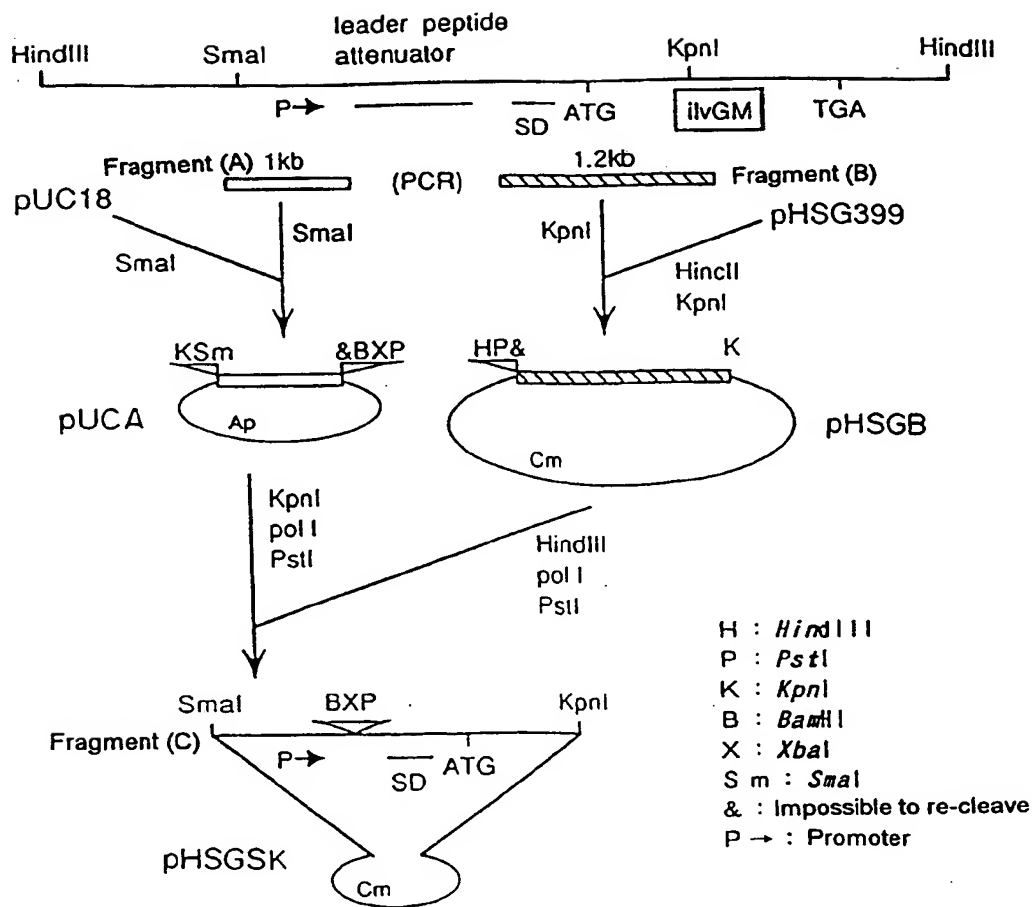 leader peptide
HindIII SmaI attenuator KpnI HindIII
P→ SD ATG ilvGM TGA
Fragment (A) 1kb (PCR) 1.2kb Fragment (B)
pUC18 SmaI KpnI pHSG399
SmaI HincII
KpnI
KSm &BXP HP& K
pUCA Ap pHSGB
Cm
KpnI
pol I
PstI
HindIII
pol I
PstI
SmaI BXP KpnI
Fragment (C)
P→ SD ATG
pHSGSK
Cm
H : HindIII
P : PstI
K : KpnI
B : BamHI
X : XbaI
Sm : SmaI
& : Impossible to re-cleave
P → : Promoter